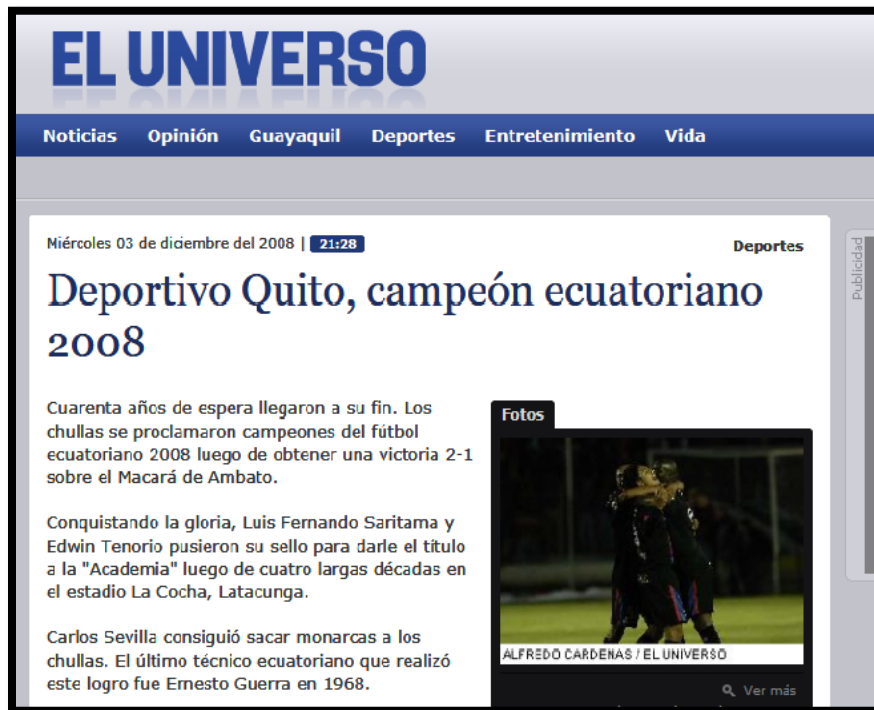 EL UNIVERSO
Noticias Opinión Guayaquil Deportes Entretenimiento Vida
Miércoles 03 de diciembre del 2008 | 21:28
Deportes
Publicidad
Deportivo Quito, campeón ecuatoriano
2008
Cuarenta años de espera llegaron a su fin. Los
chullas se proclamaron campeones del fútbol
ecuatoriano 2008 luego de obtener una victoria 2-1
sobre el Macará de Ambato.
Conquistando la gloria, Luis Fernando Saritama y
Edwin Tenorio pusieron su sello para darle el título
a la "Academia" luego de cuatro largas décadas en
el estadio La Cocha, Latacunga.
Carlos Sevilla consiguió sacar monarcas a los
chullas. El último técnico ecuatoriano que realizó
este logro fue Ernesto Guerra en 1968.
Fotos
ALFREDO CARDENAS / EL UNIVERSO
Ver más